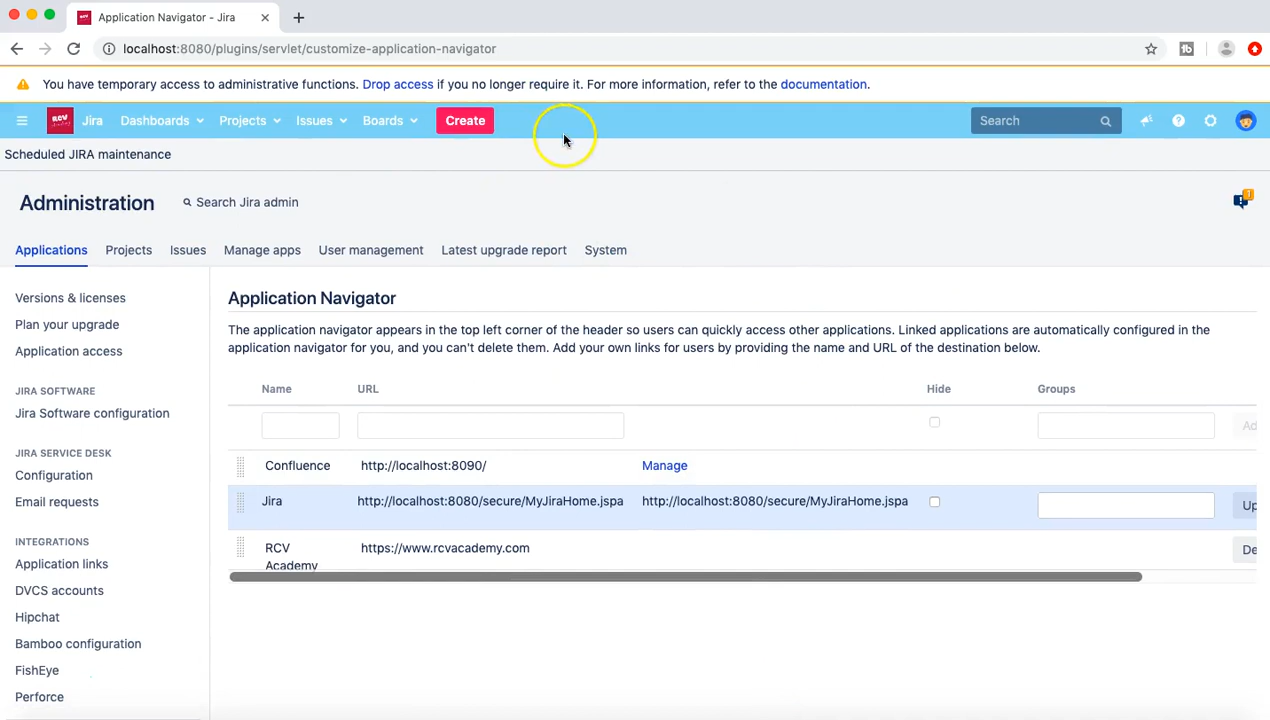 Application Navigator - Jira
localhost:8080/plugins/servlet/customize-application-navigator
You have temporary access to administrative functions. Drop access if you no longer require it. For more information, refer to the documentation.
RCV Jira Dashboards Projects Issues Boards Create Search
Scheduled JIRA maintenance
Administration Search Jira admin
Applications Projects Issues Manage apps User management Latest upgrade report System
Versions & licenses
Plan your upgrade
Application access
JIRA SOFTWARE
Jira Software configuration
JIRA SERVICE DESK
Configuration
Email requests
INTEGRATIONS
Application links
DVCS accounts
Hipchat
Bamboo configuration
FishEye
Perforce
Application Navigator
The application navigator appears in the top left corner of the header so users can quickly access other applications. Linked applications are automatically configured in the
application navigator for you, and you can't delete them. Add your own links for users by providing the name and URL of the destination below.
Name URL Hide Groups
Ad
Confluence http://localhost:8090/ Manage
Jira http://localhost:8080/secure/MyJiraHome.jspa http://localhost:8080/secure/MyJiraHome.jspa Up
RCV https://www.rcvacademy.com De
Academy